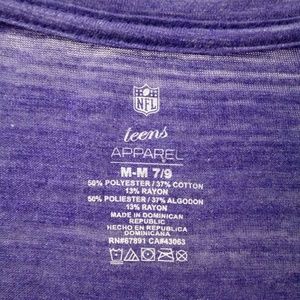 NFL
teens
APPAREL
M-M 7/9
50% POLYESTER / 37% COTTON
13% RAYON
50% POLIESTER / 37% ALGODON
13% RAYON
MADE IN DOMINICAN
REPUBLIC
HECHO EN REPUBLICA
DOMINICANA
RN#67891 CA#43063